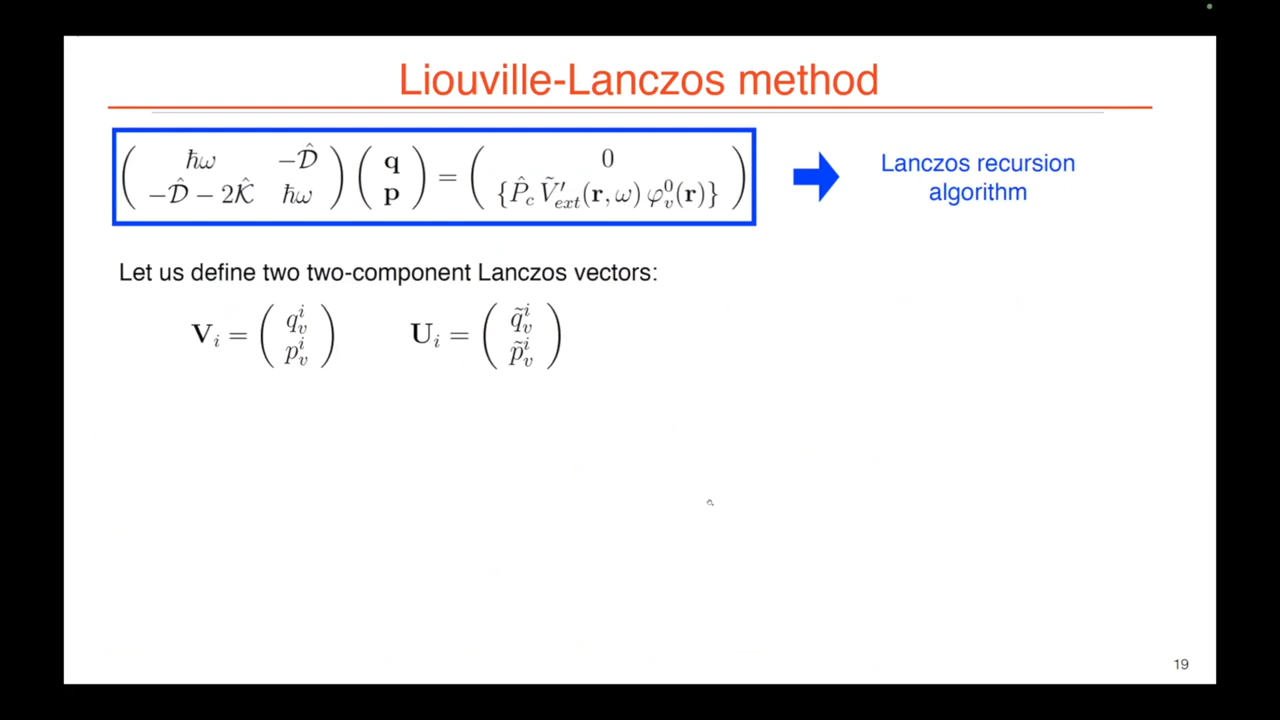 Liouville-Lanczos method
( ħω  −𝒟̂ ) ( q ) = ( 0 )
( −𝒟̂ − 2𝒦̂  ħω ) ( p ) ( {P̂_c Ṽ'_ext(r, ω) φ_v^0(r)} )
Lanczos recursion
algorithm
Let us define two two-component Lanczos vectors:
V_i = ( q_v^i ; p_v^i )  U_i = ( q̃_v^i ; p̃_v^i )
19